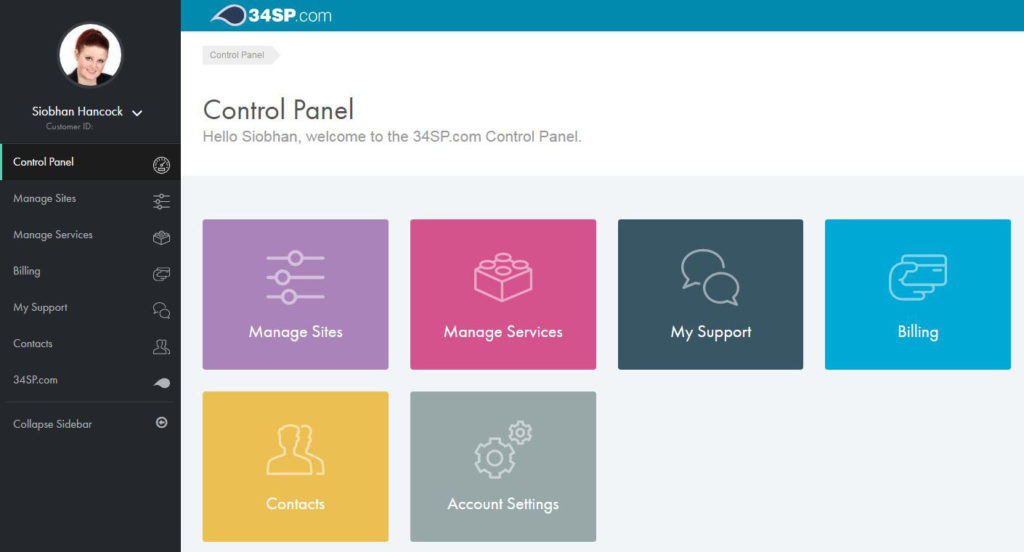 34SP.com
Siobhan Hancock
Customer ID:
Control Panel
Manage Sites
Manage Services
Billing
My Support
Contacts
34SP.com
Collapse Sidebar
Control Panel
Control Panel
Hello Siobhan, welcome to the 34SP.com Control Panel.
Manage Sites
Manage Services
My Support
Billing
Contacts
Account Settings